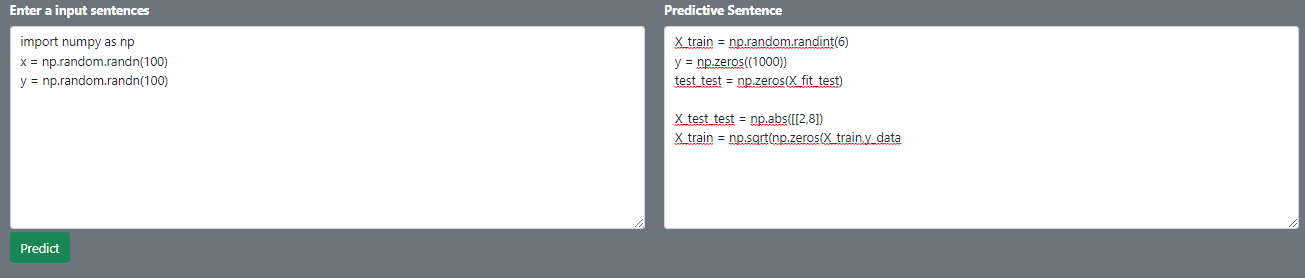 Enter a input sentences
import numpy as np
x = np.random.randn(100)
y = np.random.randn(100)
Predict
Predictive Sentence
X_train = np.random.randint(6)
y = np.zeros((1000))
test_test = np.zeros(X_fit_test)
X_test_test = np.abs([[2,8])
X_train = np.sqrt(np.zeros(X_train,y_data